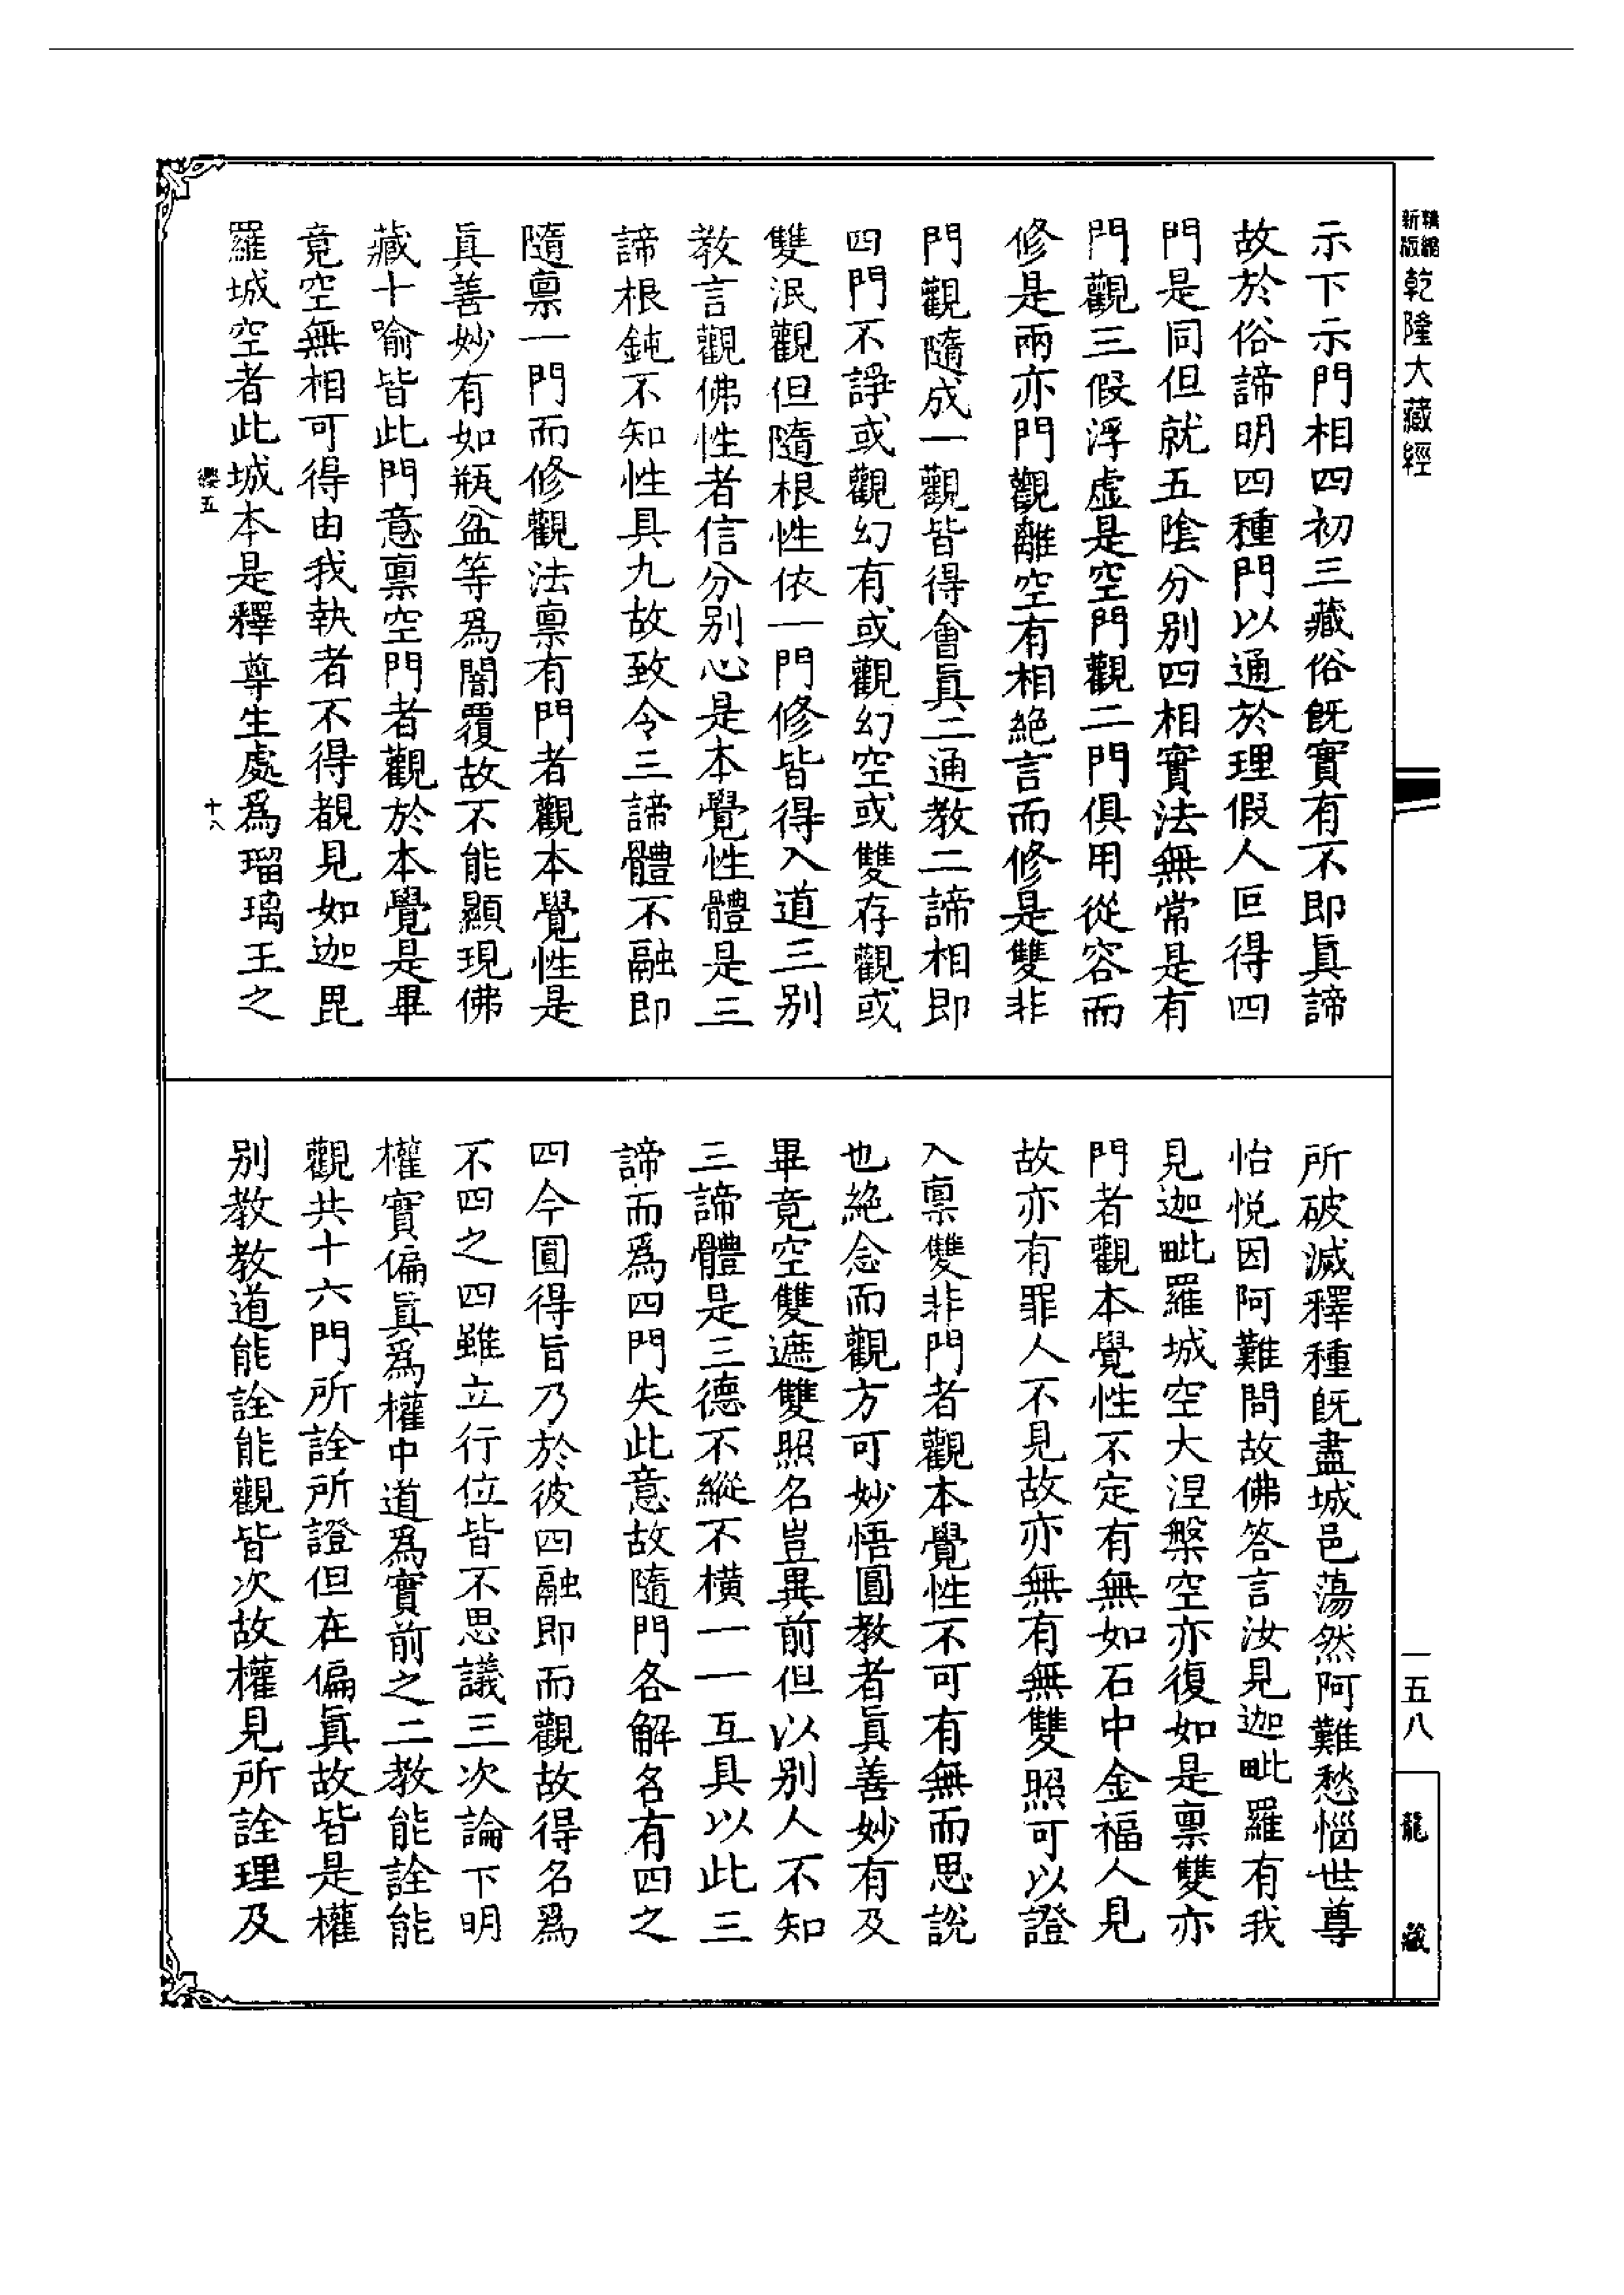 精縮新版乾隆大藏經
示下示門相四初三藏俗旣實有不即眞諦
故於俗諦明四種門以通於理假人叵得四
門是同但就五陰分别四相實法無常是有
門觀三假浮虛是空門觀二門俱用從容而
修是兩亦門觀離空有相絶言而修是雙非
門觀隨成一觀皆得會眞二通教二諦相即
四門不諍或觀幻有或觀幻空或雙存觀或
雙泯觀但隨根性依一門修皆得入道三别
教言觀佛性者信分别心是本覺性體是三
諦根鈍不知性具九故致令三諦體不融即
隨禀一門而修觀法禀有門者觀本覺性是
眞善妙有如瓶盆等爲闇覆故不能顯現佛
藏十喻皆此門意禀空門者觀於本覺是畢
竟空無相可得由我執者不得覩見如迦毘
羅城空者此城本是釋尊生處爲瑠璃王之
纓五
十八
所破滅釋種旣盡城邑蕩然阿難愁惱世尊
怡悅因阿難問故佛答言汝見迦毗羅有我
見迦毗羅城空大涅槃空亦復如是禀雙亦
門者觀本覺性不定有無如石中金福人見
故亦有罪人不見故亦無有無雙照可以證
入禀雙非門者觀本覺性不可有無而思說
也絶念而觀方可妙悟圓教者眞善妙有及
畢竟空雙遮雙照名豈異前但以别人不知
三諦體是三德不縱不橫一一互具以此三
諦而爲四門失此意故隨門各解名有四之
四今圓得旨乃於彼四融即而觀故得名爲
不四之四雖立行位皆不思議三次論下明
權實偏眞爲權中道爲實前之二教能詮能
觀共十六門所詮所證但在偏眞故皆是權
别教教道能詮能觀皆次故權見所詮理及
一五八
龍藏